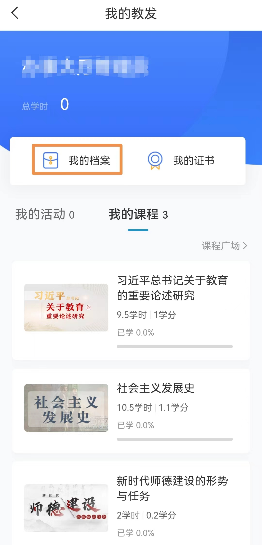 我的教发
总学时 0
我的档案 我的证书
我的活动 0 我的课程 3
课程广场 >
习近平
关于教育
重要论述研究
习近平总书记关于教育
的重要论述研究
9.5学时 | 1学分
已学 0.0%
社会主义
发展史
社会主义发展史
10.5学时 | 1.1学分
已学 0.0%
师德建设
新时代师德建设的形势
与任务
2学时 | 0.2学分
已学 0.0%